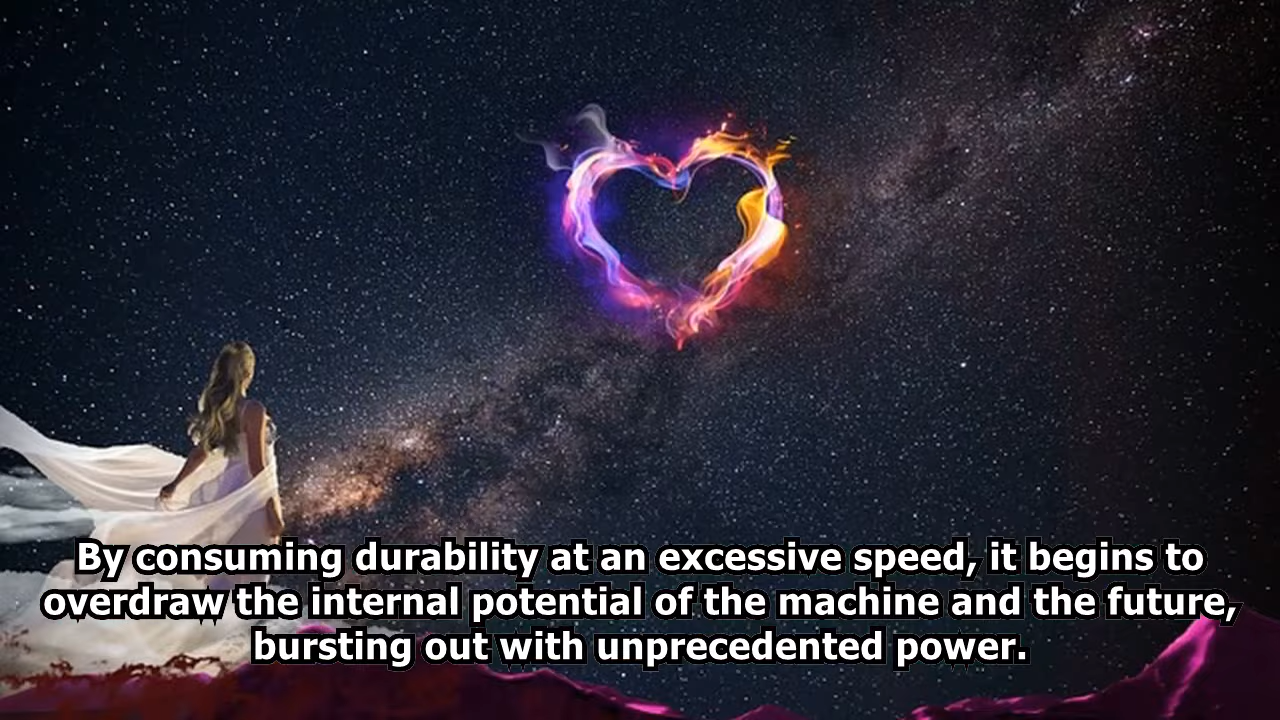 By consuming durability at an excessive speed, it begins to
overdraw the internal potential of the machine and the future,
bursting out with unprecedented power.